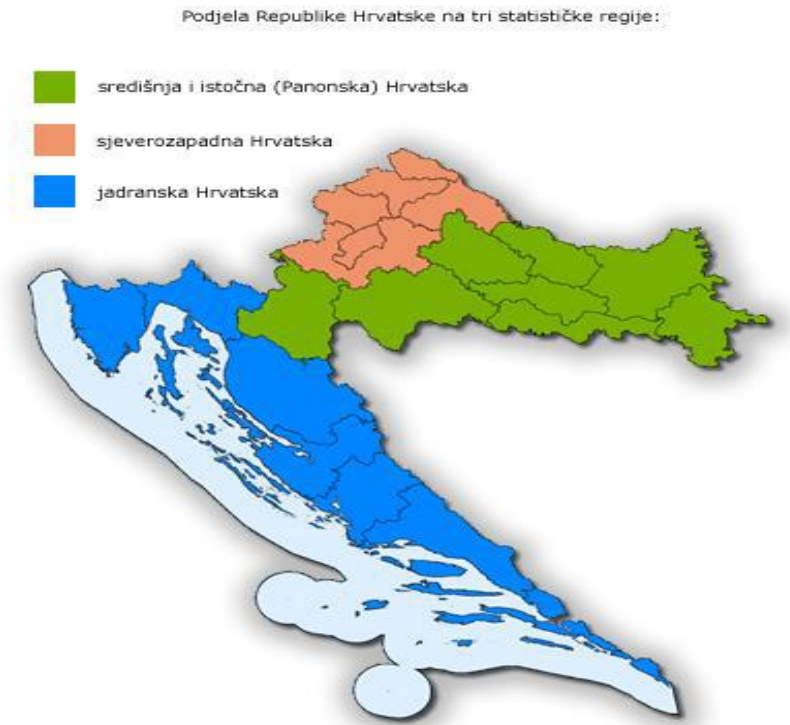 Podjela Republike Hrvatske na tri statističke regije:
središnja i istočna (Panonska) Hrvatska
sjeverozapadna Hrvatska
jadranska Hrvatska